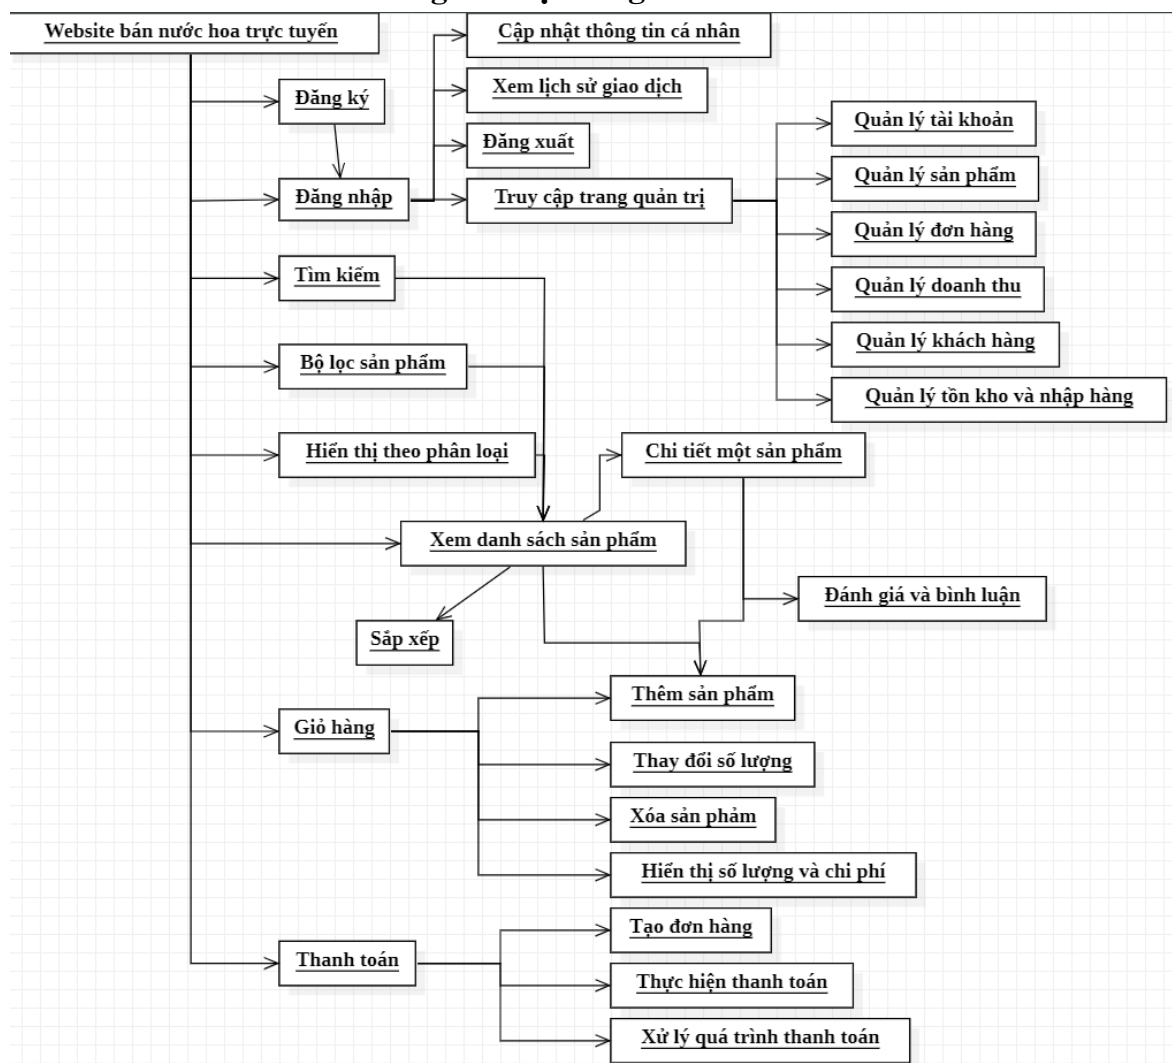 Website bán nước hoa trực tuyến
Cập nhật thông tin cá nhân
Xem lịch sử giao dịch
Đăng ký
Quản lý tài khoản
Đăng xuất
Quản lý sản phẩm
Đăng nhập
Truy cập trang quản trị
Quản lý đơn hàng
Tìm kiếm
Quản lý doanh thu
Quản lý khách hàng
Bộ lọc sản phẩm
Quản lý tồn kho và nhập hàng
Hiển thị theo phân loại
Chi tiết một sản phẩm
Xem danh sách sản phẩm
Đánh giá và bình luận
Sắp xếp
Thêm sản phẩm
Giỏ hàng
Thay đổi số lượng
Xóa sản phảm
Hiển thị số lượng và chi phí
Tạo đơn hàng
Thanh toán
Thực hiện thanh toán
Xử lý quá trình thanh toán